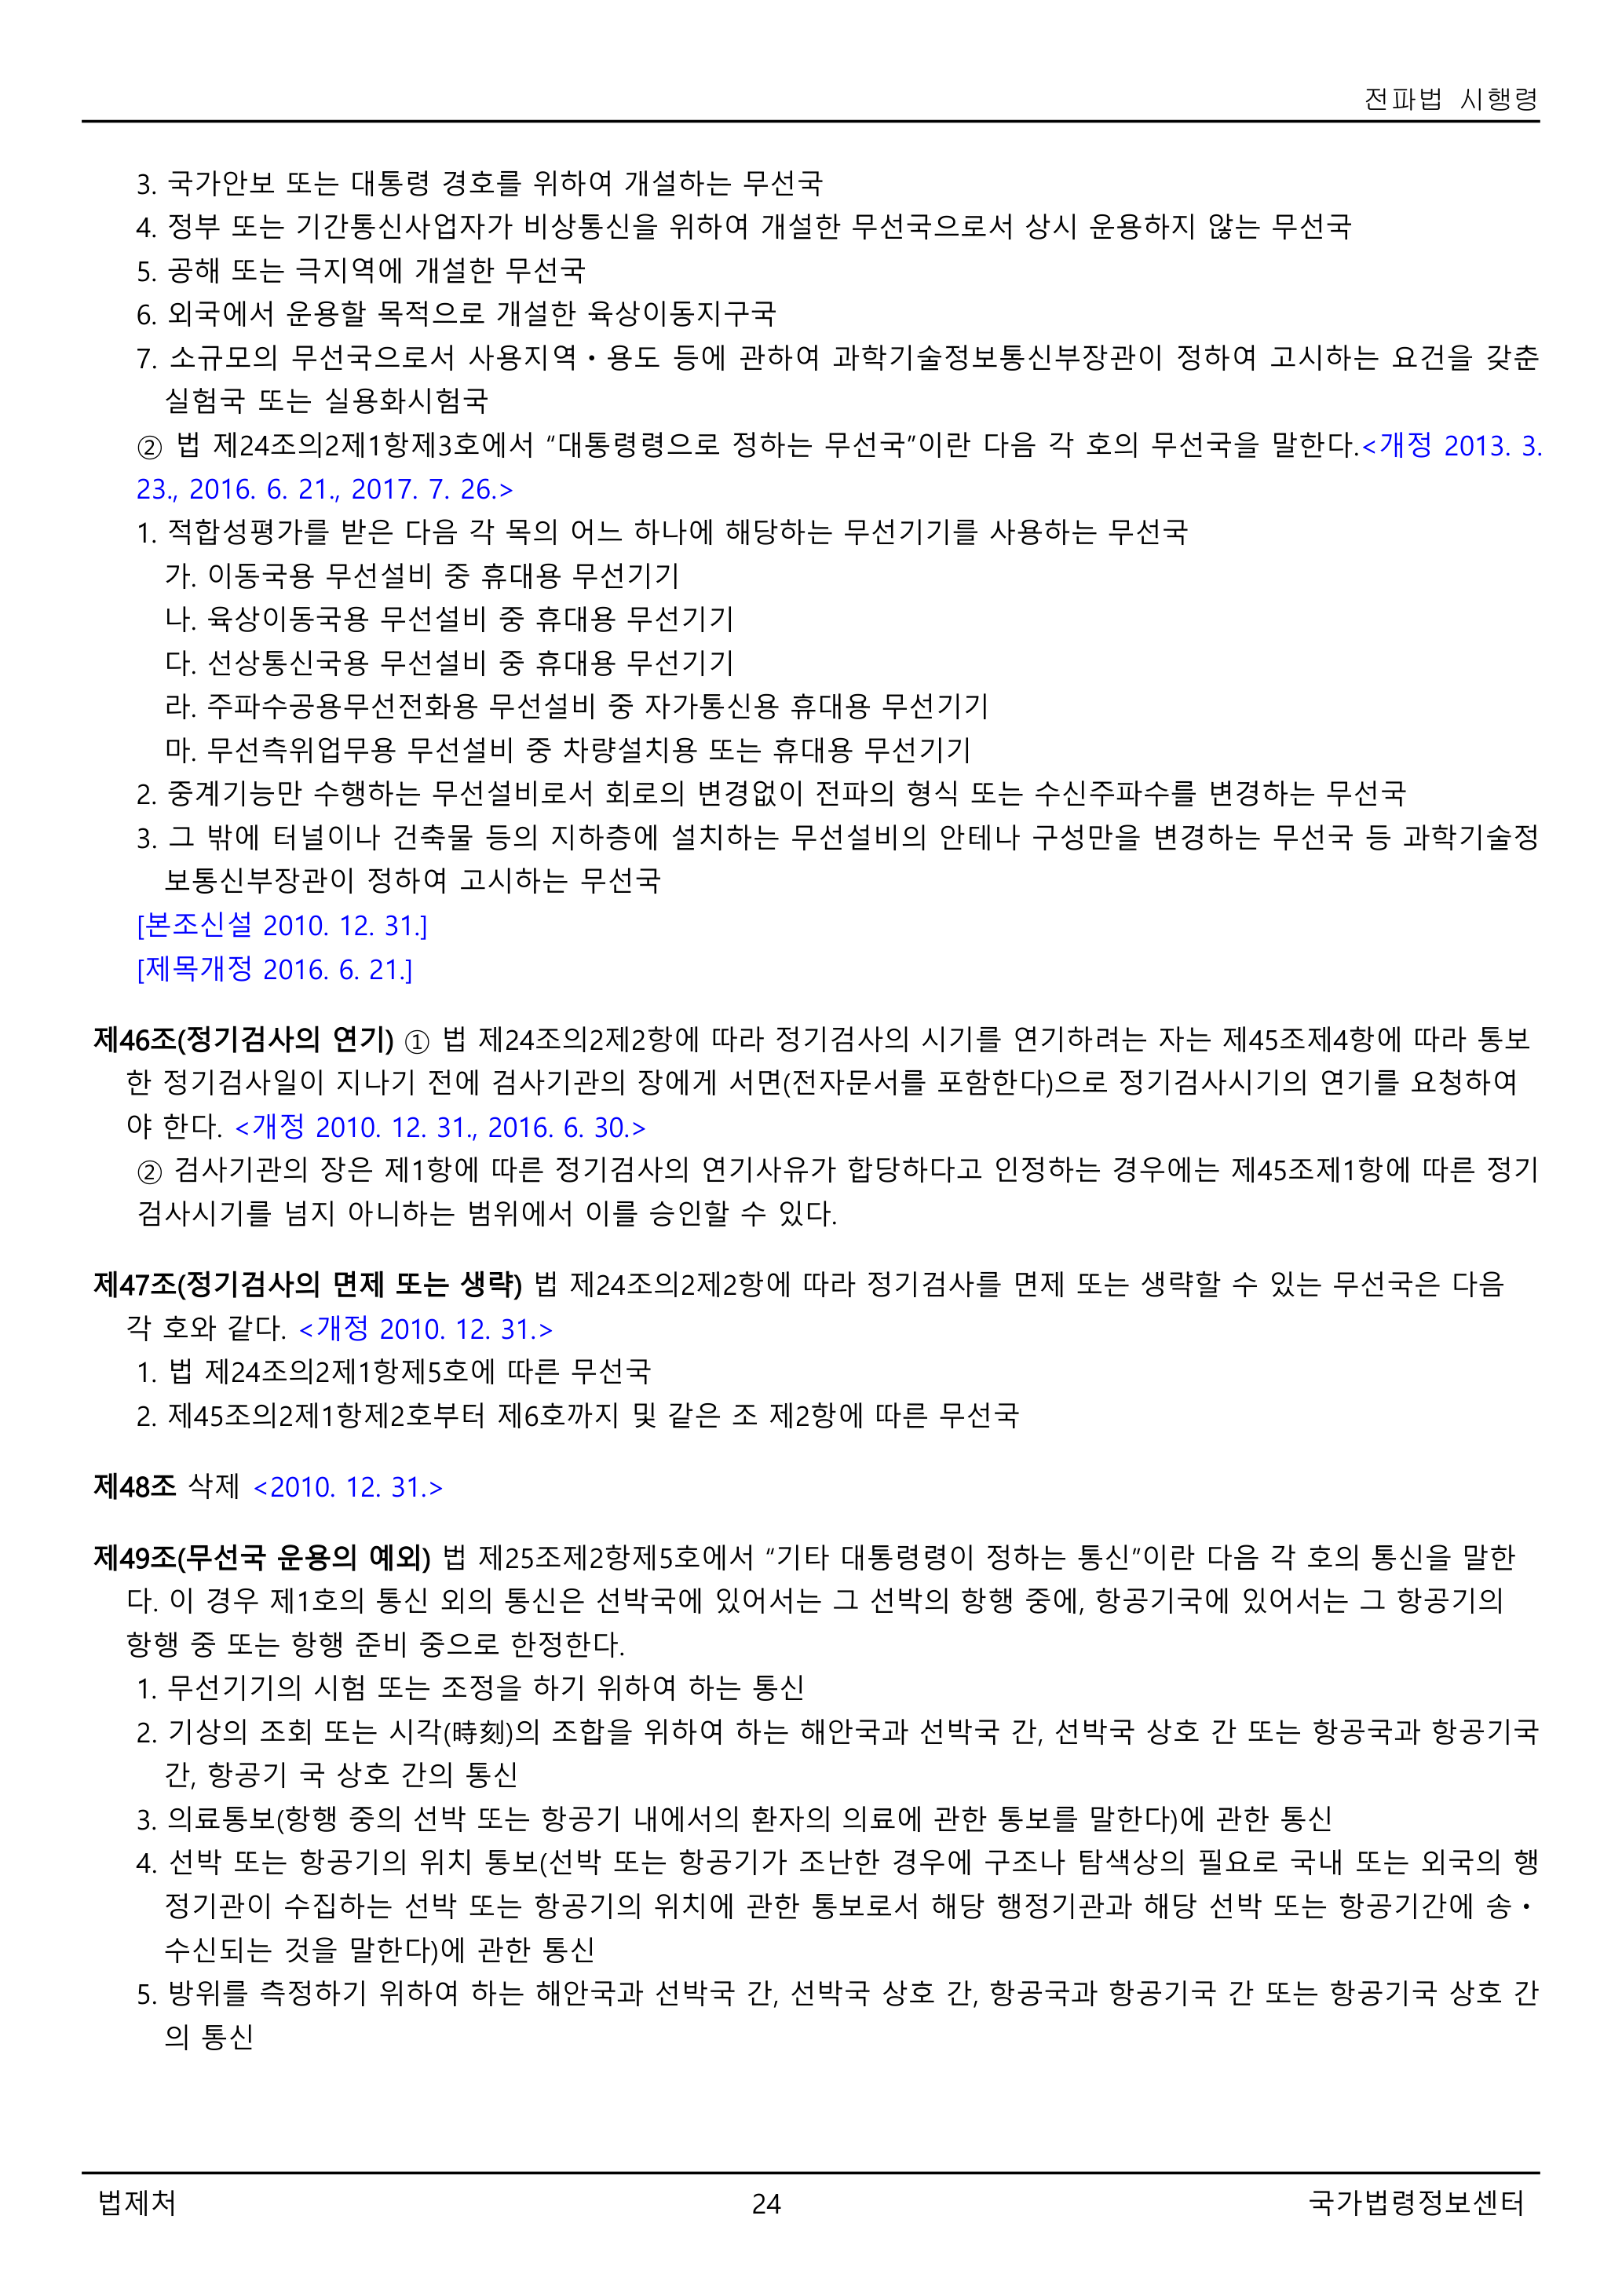 전파법 시행령
3. 국가안보 또는 대통령 경호를 위하여 개설하는 무선국
4. 정부 또는 기간통신사업자가 비상통신을 위하여 개설한 무선국으로서 상시 운용하지 않는 무선국
5. 공해 또는 극지역에 개설한 무선국
6. 외국에서 운용할 목적으로 개설한 육상이동지구국
7. 소규모의 무선국으로서 사용지역ㆍ용도 등에 관하여 과학기술정보통신부장관이 정하여 고시하는 요건을 갖춘
실험국 또는 실용화시험국
② 법 제24조의2제1항제3호에서 “대통령령으로 정하는 무선국”이란 다음 각 호의 무선국을 말한다.<개정 2013. 3.
23., 2016. 6. 21., 2017. 7. 26.>
1. 적합성평가를 받은 다음 각 목의 어느 하나에 해당하는 무선기기를 사용하는 무선국
가. 이동국용 무선설비 중 휴대용 무선기기
나. 육상이동국용 무선설비 중 휴대용 무선기기
다. 선상통신국용 무선설비 중 휴대용 무선기기
라. 주파수공용무선전화용 무선설비 중 자가통신용 휴대용 무선기기
마. 무선측위업무용 무선설비 중 차량설치용 또는 휴대용 무선기기
2. 중계기능만 수행하는 무선설비로서 회로의 변경없이 전파의 형식 또는 수신주파수를 변경하는 무선국
3. 그 밖에 터널이나 건축물 등의 지하층에 설치하는 무선설비의 안테나 구성만을 변경하는 무선국 등 과학기술정
보통신부장관이 정하여 고시하는 무선국
[본조신설 2010. 12. 31.]
[제목개정 2016. 6. 21.]
제46조(정기검사의 연기) ① 법 제24조의2제2항에 따라 정기검사의 시기를 연기하려는 자는 제45조제4항에 따라 통보
한 정기검사일이 지나기 전에 검사기관의 장에게 서면(전자문서를 포함한다)으로 정기검사시기의 연기를 요청하여
야 한다. <개정 2010. 12. 31., 2016. 6. 30.>
② 검사기관의 장은 제1항에 따른 정기검사의 연기사유가 합당하다고 인정하는 경우에는 제45조제1항에 따른 정기
검사시기를 넘지 아니하는 범위에서 이를 승인할 수 있다.
제47조(정기검사의 면제 또는 생략) 법 제24조의2제2항에 따라 정기검사를 면제 또는 생략할 수 있는 무선국은 다음
각 호와 같다. <개정 2010. 12. 31.>
1. 법 제24조의2제1항제5호에 따른 무선국
2. 제45조의2제1항제2호부터 제6호까지 및 같은 조 제2항에 따른 무선국
제48조 삭제 <2010. 12. 31.>
제49조(무선국 운용의 예외) 법 제25조제2항제5호에서 “기타 대통령령이 정하는 통신”이란 다음 각 호의 통신을 말한
다. 이 경우 제1호의 통신 외의 통신은 선박국에 있어서는 그 선박의 항행 중에, 항공기국에 있어서는 그 항공기의
항행 중 또는 항행 준비 중으로 한정한다.
1. 무선기기의 시험 또는 조정을 하기 위하여 하는 통신
2. 기상의 조회 또는 시각(時刻)의 조합을 위하여 하는 해안국과 선박국 간, 선박국 상호 간 또는 항공국과 항공기국
간, 항공기 국 상호 간의 통신
3. 의료통보(항행 중의 선박 또는 항공기 내에서의 환자의 의료에 관한 통보를 말한다)에 관한 통신
4. 선박 또는 항공기의 위치 통보(선박 또는 항공기가 조난한 경우에 구조나 탐색상의 필요로 국내 또는 외국의 행
정기관이 수집하는 선박 또는 항공기의 위치에 관한 통보로서 해당 행정기관과 해당 선박 또는 항공기간에 송ㆍ
수신되는 것을 말한다)에 관한 통신
5. 방위를 측정하기 위하여 하는 해안국과 선박국 간, 선박국 상호 간, 항공국과 항공기국 간 또는 항공기국 상호 간
의 통신
법제처 24 국가법령정보센터